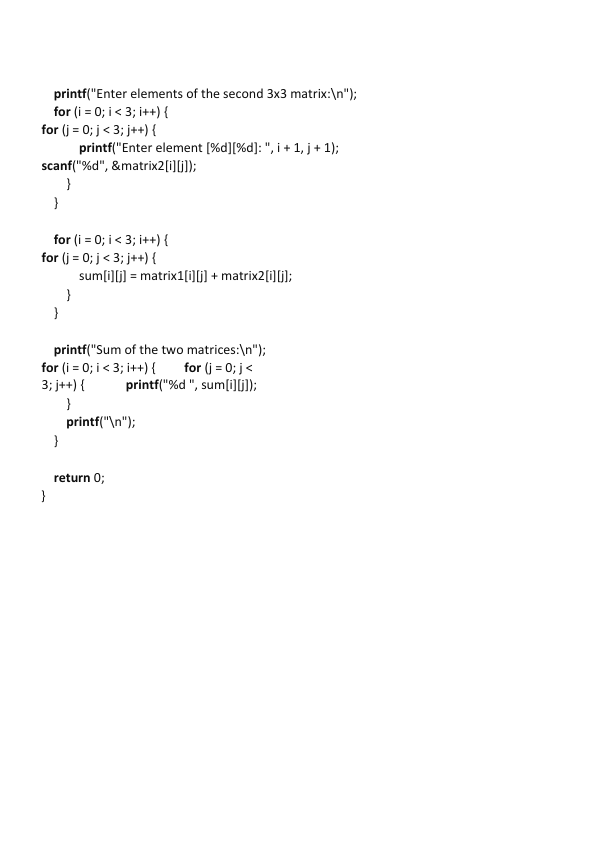 printf("Enter elements of the second 3x3 matrix:\n");
for (i = 0; i < 3; i++) {
for (j = 0; j < 3; j++) {
printf("Enter element [%d][%d]: ", i + 1, j + 1);
scanf("%d", &matrix2[i][j]);
}
}
for (i = 0; i < 3; i++) {
for (j = 0; j < 3; j++) {
sum[i][j] = matrix1[i][j] + matrix2[i][j];
}
}
printf("Sum of the two matrices:\n");
for (i = 0; i < 3; i++) { for (j = 0; j <
3; j++) { printf("%d ", sum[i][j]);
}
printf("\n");
}
return 0;
}